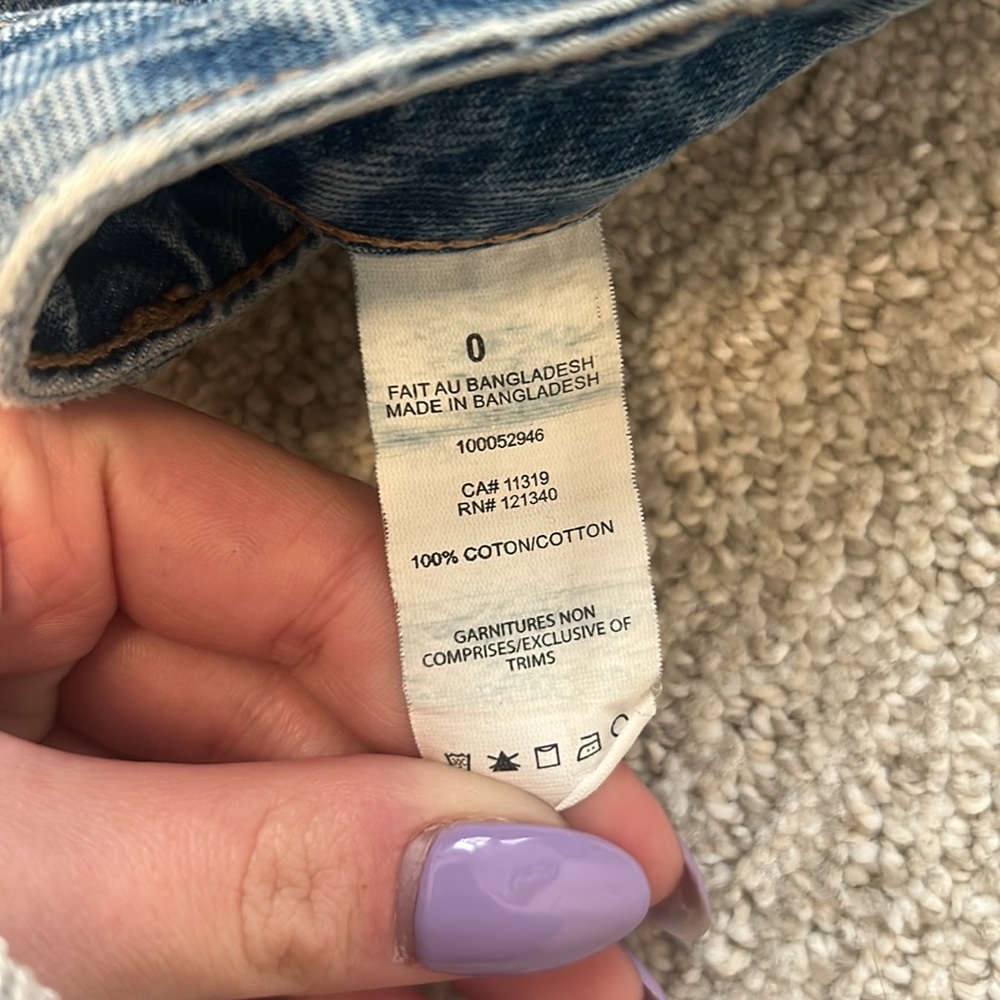 0
FAIT AU BANGLADESH
MADE IN BANGLADESH
100052946
CA# 11319
RN# 121340
100% COTON/COTTON
GARNITURES NON
COMPRISES/EXCLUSIVE OF
TRIMS